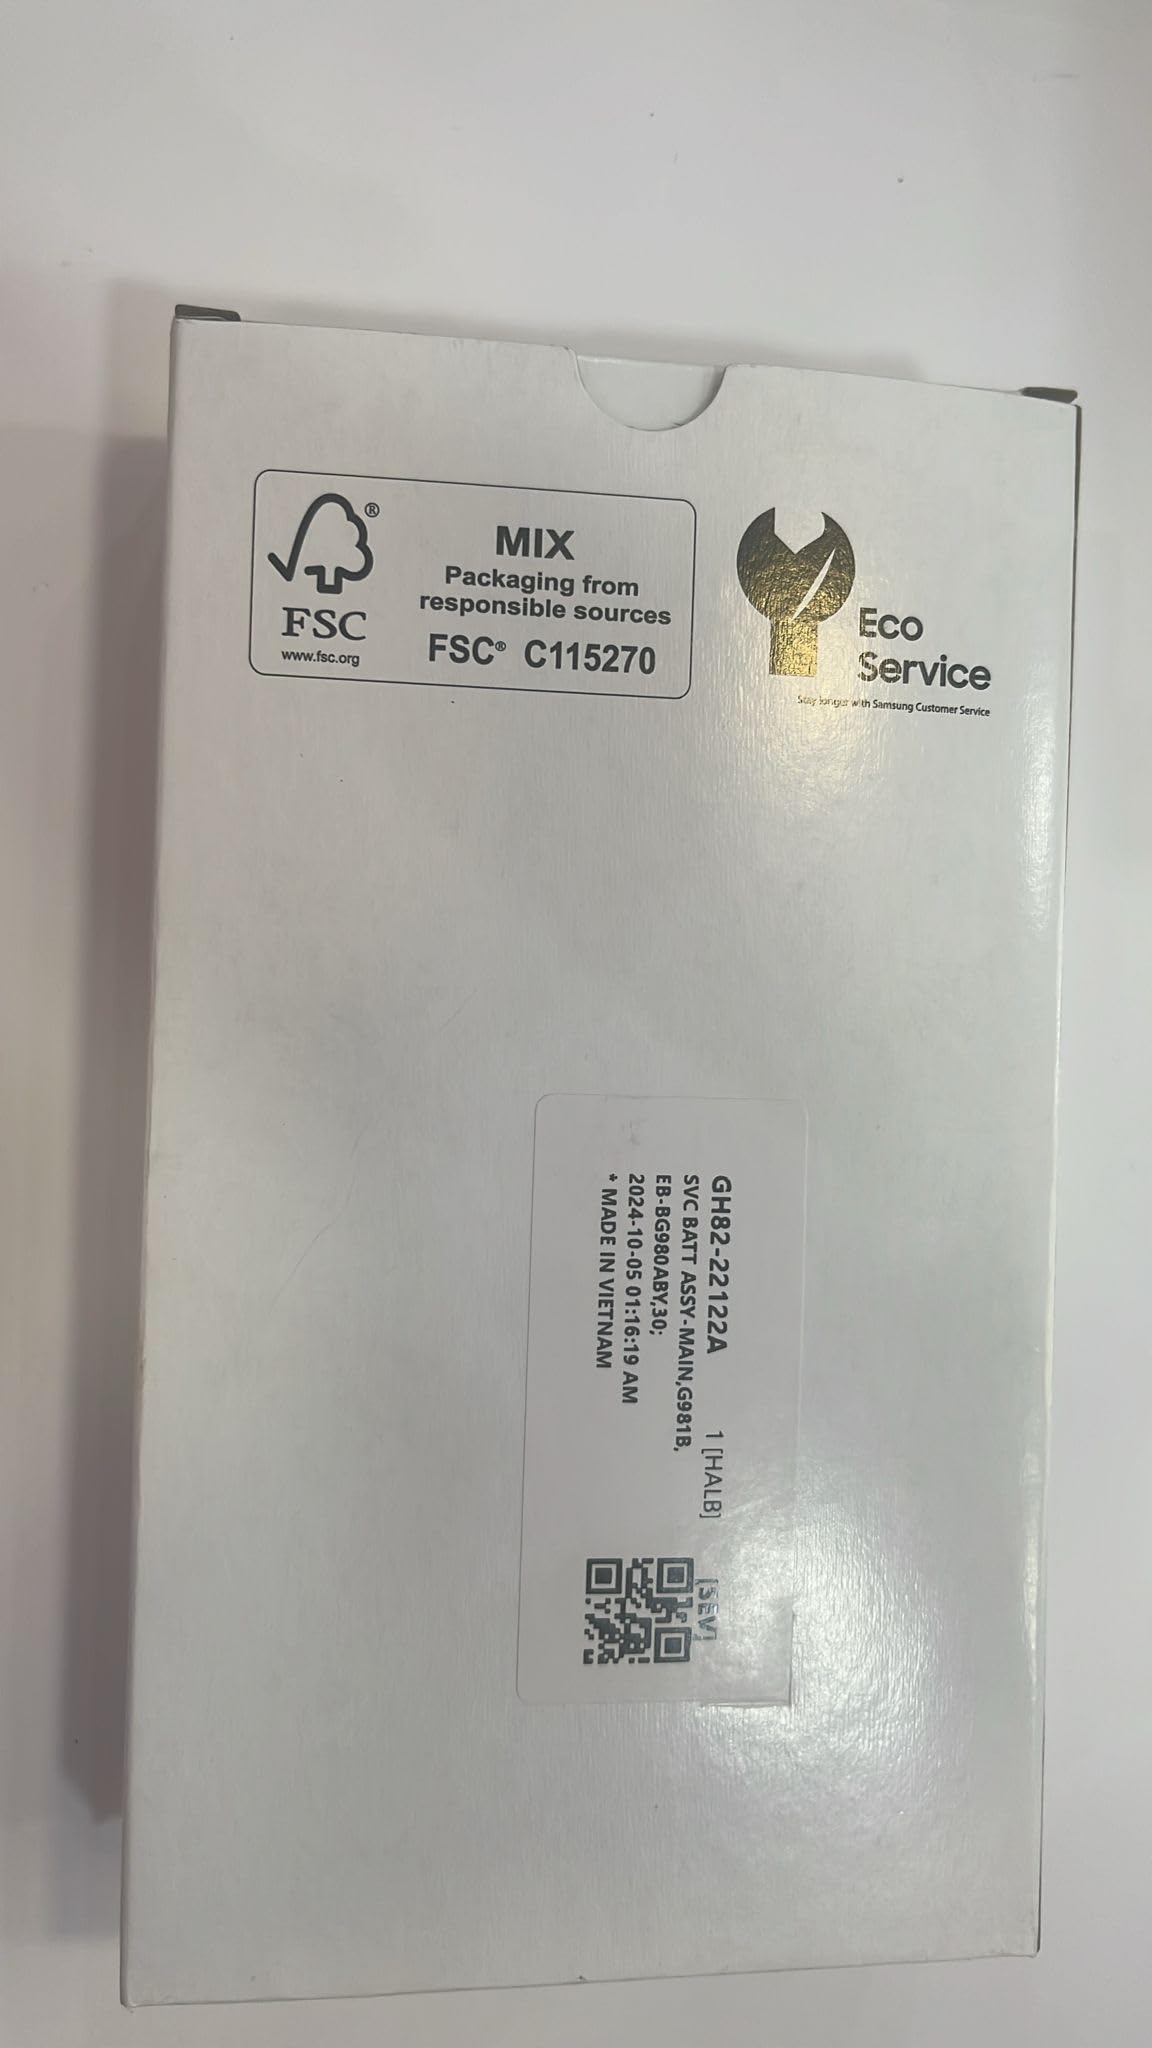 ®
FSC
www.fsc.org
MIX
Packaging from
responsible sources
FSC® C115270
Eco
Service
Stay longer with Samsung Customer Service
GH82-22122A 1 [HALB] [SEV]
SVC BATT ASSY-MAIN,G981B,
EB-BG980ABY,30;
2024-10-05 01:16:19 AM
* MADE IN VIETNAM